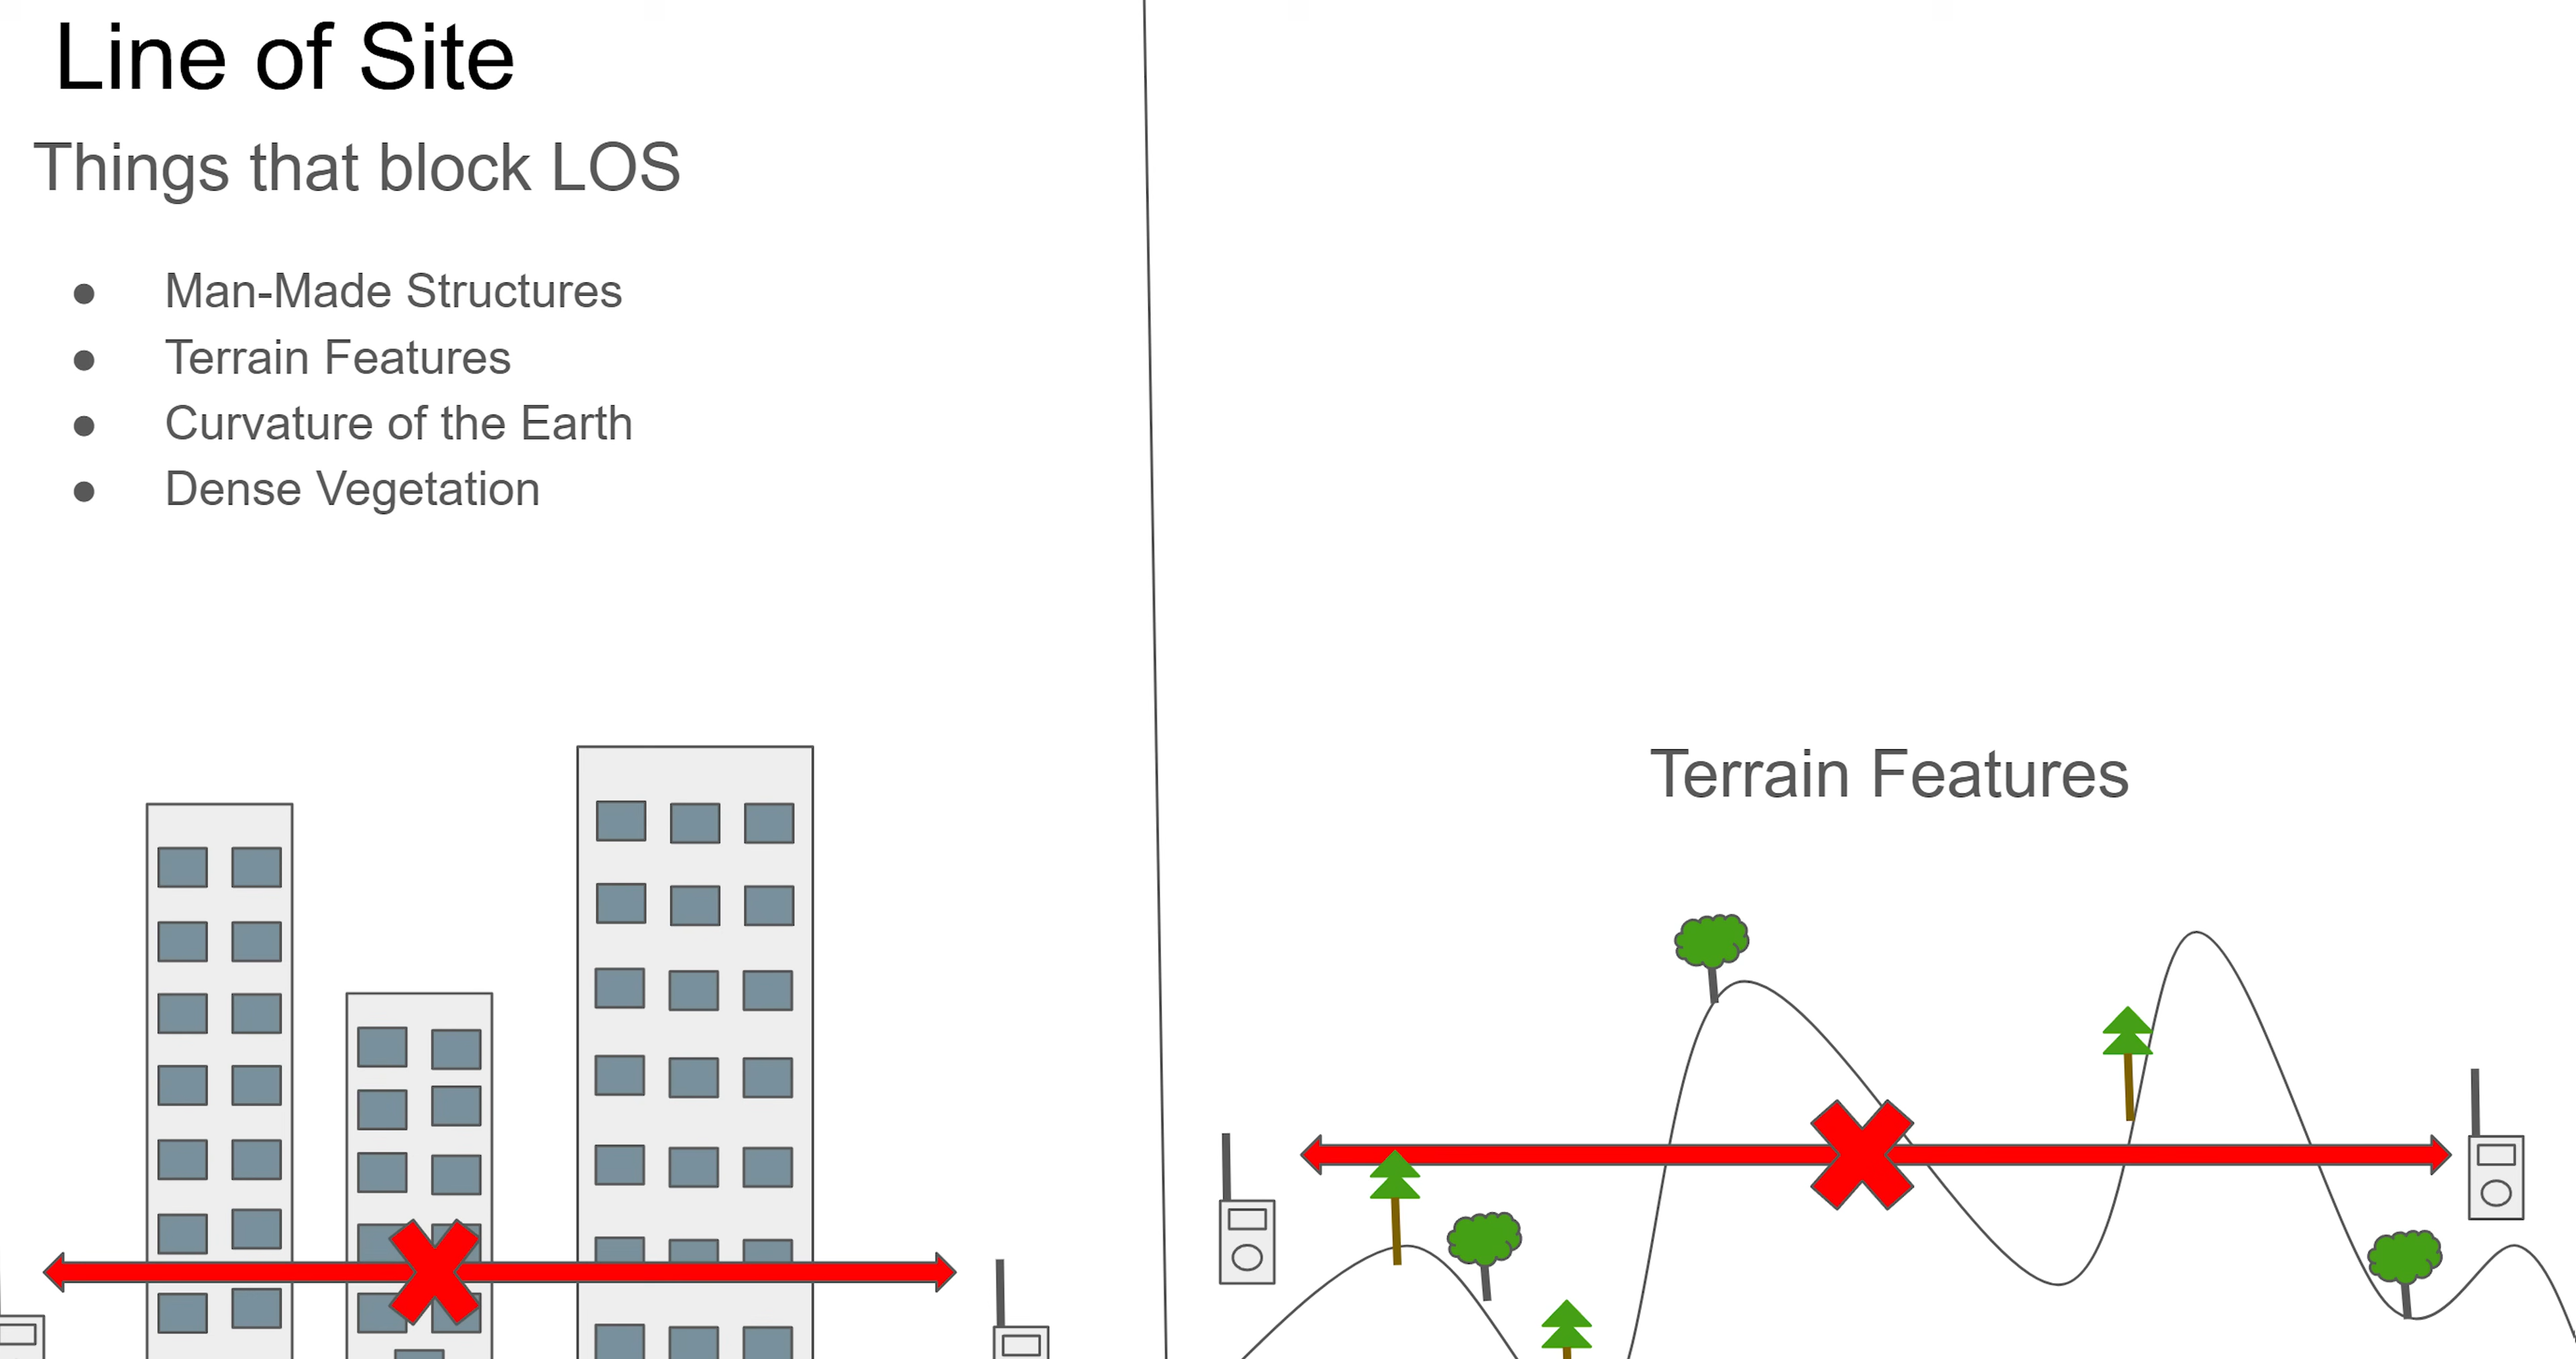 Line of Site
Things that block LOS
● Man-Made Structures
● Terrain Features
● Curvature of the Earth
● Dense Vegetation
Terrain Features